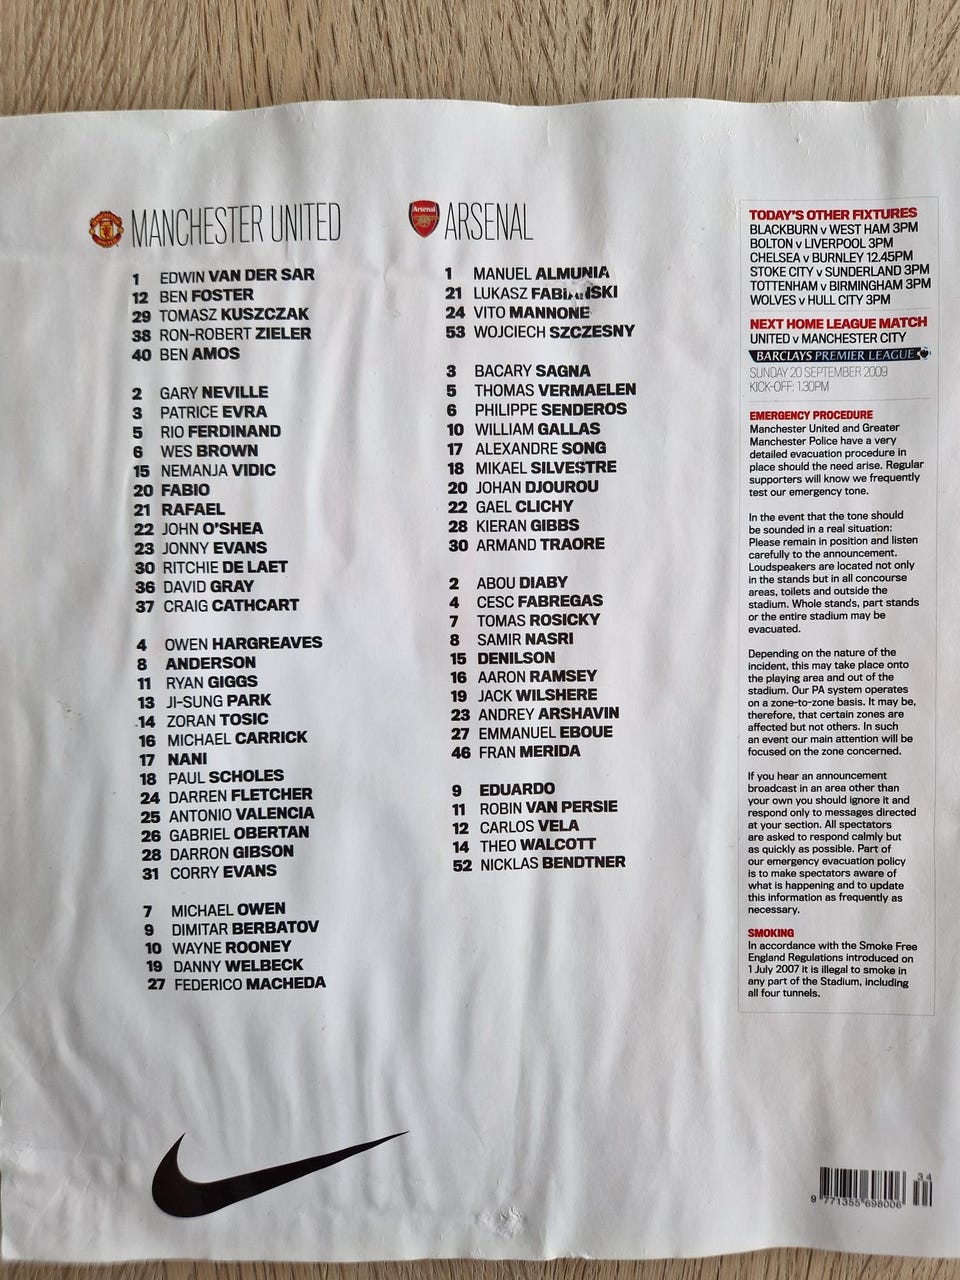 MANCHESTER UNITED
1 EDWIN VAN DER SAR
12 BEN FOSTER
29 TOMASZ KUSZCZAK
38 RON-ROBERT ZIELER
40 BEN AMOS
2 GARY NEVILLE
3 PATRICE EVRA
5 RIO FERDINAND
6 WES BROWN
15 NEMANJA VIDIC
20 FABIO
21 RAFAEL
22 JOHN O'SHEA
23 JONNY EVANS
30 RITCHIE DE LAET
36 DAVID GRAY
37 CRAIG CATHCART
4 OWEN HARGREAVES
8 ANDERSON
11 RYAN GIGGS
13 JI-SUNG PARK
14 ZORAN TOSIC
16 MICHAEL CARRICK
17 NANI
18 PAUL SCHOLES
24 DARREN FLETCHER
25 ANTONIO VALENCIA
26 GABRIEL OBERTAN
28 DARRON GIBSON
31 CORRY EVANS
7 MICHAEL OWEN
9 DIMITAR BERBATOV
10 WAYNE ROONEY
19 DANNY WELBECK
27 FEDERICO MACHEDA
Arsenal
ARSENAL
1 MANUEL ALMUNIA
21 LUKASZ FABIANSKI
24 VITO MANNONE
53 WOJCIECH SZCZESNY
3 BACARY SAGNA
5 THOMAS VERMAELEN
6 PHILIPPE SENDEROS
10 WILLIAM GALLAS
17 ALEXANDRE SONG
18 MIKAEL SILVESTRE
20 JOHAN DJOUROU
22 GAEL CLICHY
28 KIERAN GIBBS
30 ARMAND TRAORE
2 ABOU DIABY
4 CESC FABREGAS
7 TOMAS ROSICKY
8 SAMIR NASRI
15 DENILSON
16 AARON RAMSEY
19 JACK WILSHERE
23 ANDREY ARSHAVIN
27 EMMANUEL EBOUE
46 FRAN MERIDA
9 EDUARDO
11 ROBIN VAN PERSIE
12 CARLOS VELA
14 THEO WALCOTT
52 NICKLAS BENDTNER
TODAY'S OTHER FIXTURES
BLACKBURN v WEST HAM 3PM
BOLTON v LIVERPOOL 3PM
CHELSEA v BURNLEY 12.45PM
STOKE CITY v SUNDERLAND 3PM
TOTTENHAM v BIRMINGHAM 3PM
WOLVES v HULL CITY 3PM
NEXT HOME LEAGUE MATCH
UNITED v MANCHESTER CITY
BARCLAYS PREMIER LEAGUE
SUNDAY 20 SEPTEMBER 2009
KICK-OFF: 1.30PM
EMERGENCY PROCEDURE
Manchester United and Greater
Manchester Police have a very
detailed evacuation procedure in
place should the need arise. Regular
supporters will know we frequently
test our emergency tone.
In the event that the tone should
be sounded in a real situation:
Please remain in position and listen
carefully to the announcement.
Loudspeakers are located not only
in the stands but in all concourse
areas, toilets and outside the
stadium. Whole stands, part stands
or the entire stadium may be
evacuated.
Depending on the nature of the
incident, this may take place onto
the playing area and out of the
stadium. Our PA system operates
on a zone-to-zone basis. It may be,
therefore, that certain zones are
affected but not others. In such
an event our main attention will be
focused on the zone concerned.
If you hear an announcement
broadcast in an area other than
your own you should ignore it and
respond only to messages directed
at your section. All spectators
are asked to respond calmly but
as quickly as possible. Part of
our emergency evacuation policy
is to make spectators aware of
what is happening and to update
this information as frequently as
necessary.
SMOKING
In accordance with the Smoke Free
England Regulations introduced on
1 July 2007 it is illegal to smoke in
any part of the Stadium, including
all four tunnels.
34
9 771355 698006